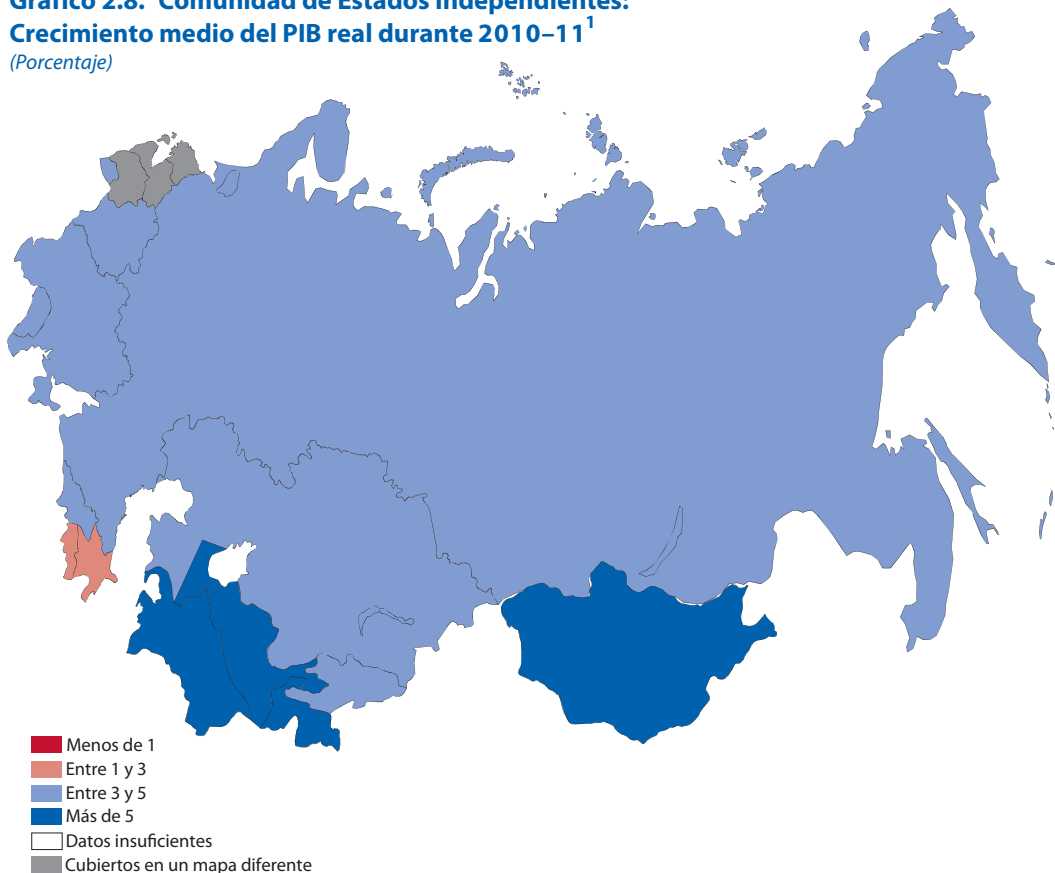 Gráfico 2.8. Comunidad de Estados Independientes:
Crecimiento medio del PIB real durante 2010–11¹
(Porcentaje)
Menos de 1
Entre 1 y 3
Entre 3 y 5
Más de 5
Datos insuficientes
Cubiertos en un mapa diferente